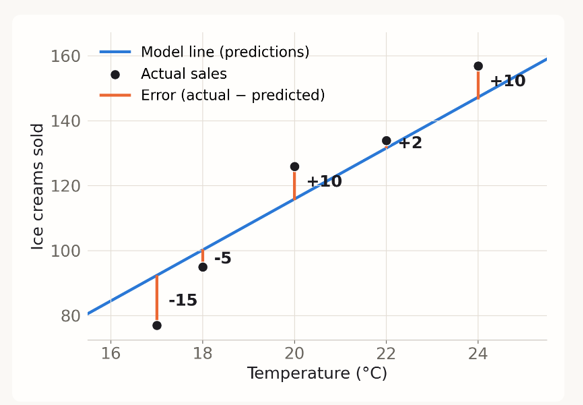 Model line (predictions)
Actual sales
Error (actual − predicted)
160
140
120
100
80
Ice creams sold
+10
+2
+10
-5
-15
16 18 20 22 24
Temperature (°C)